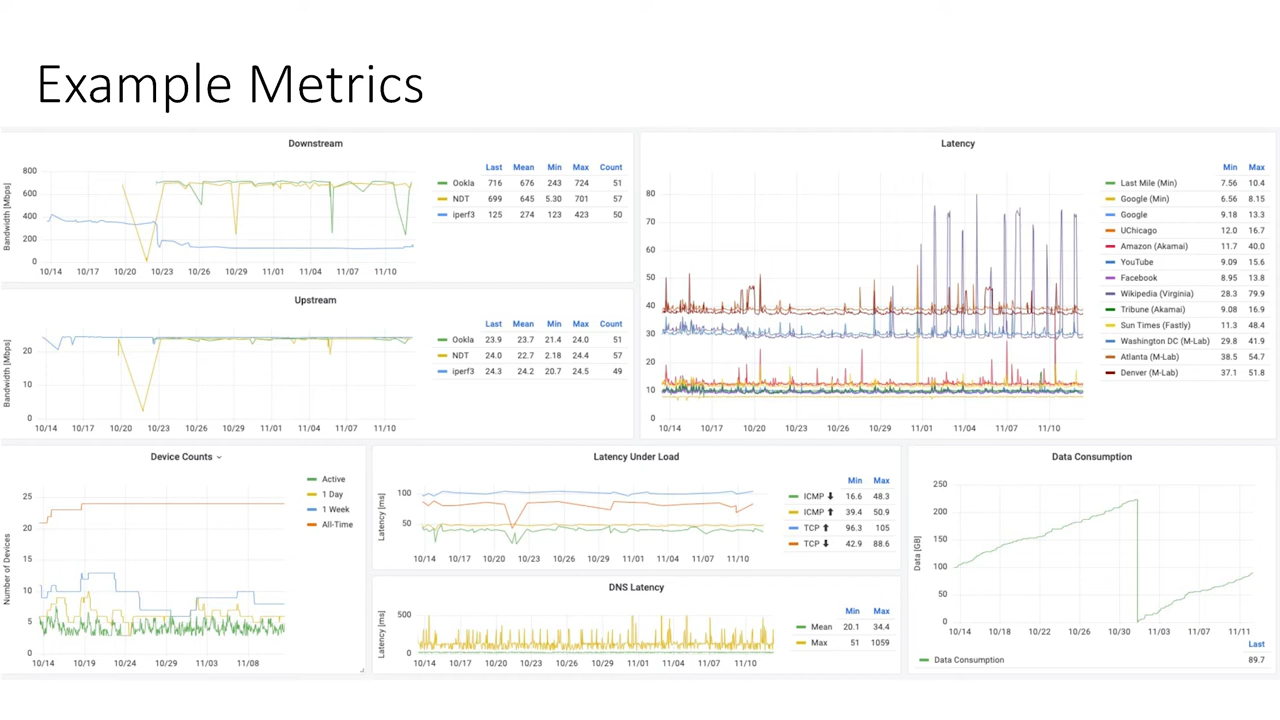 Example Metrics
Downstream
Bandwidth [Mbps]
800
600
400
200
0
10/14 10/17 10/20 10/23 10/26 10/29 11/01 11/04 11/07 11/10
Last Mean Min Max Count
Ookla 716 676 243 724 51
NDT 699 645 5.30 701 57
iperf3 125 274 123 423 50
Upstream
Bandwidth [Mbps]
20
10
0
10/14 10/17 10/20 10/23 10/26 10/29 11/01 11/04 11/07 11/10
Last Mean Min Max Count
Ookla 23.9 23.7 21.4 24.0 51
NDT 24.0 22.7 2.18 24.4 57
iperf3 24.3 24.2 20.7 24.5 49
Latency
80
70
60
50
40
30
20
10
0
10/14 10/17 10/20 10/23 10/26 10/29 11/01 11/04 11/07 11/10
Min Max
Last Mile (Min) 7.56 10.4
Google (Min) 6.56 8.15
Google 9.18 13.3
UChicago 12.0 16.7
Amazon (Akamai) 11.7 40.0
YouTube 9.09 15.6
Facebook 8.95 13.8
Wikipedia (Virginia) 28.3 79.9
Tribune (Akamai) 9.08 16.9
Sun Times (Fastly) 11.3 48.4
Washington DC (M-Lab) 29.8 41.9
Atlanta (M-Lab) 38.5 54.7
Denver (M-Lab) 37.1 51.8
Device Counts
Number of Devices
25
20
15
10
5
0
10/14 10/19 10/24 10/29 11/03 11/08
Active
1 Day
1 Week
All-Time
Latency Under Load
Latency [ms]
100
50
10/14 10/17 10/20 10/23 10/26 10/29 11/01 11/04 11/07 11/10
Min Max
ICMP ⬇ 16.6 48.3
ICMP ⬆ 39.4 50.9
TCP ⬆ 96.3 105
TCP ⬇ 42.9 88.6
DNS Latency
Latency [ms]
500
0
10/14 10/17 10/20 10/23 10/26 10/29 11/01 11/04 11/07 11/10
Min Max
Mean 20.1 34.4
Max 51 1059
Data Consumption
Data [GB]
250
200
150
100
50
0
10/14 10/18 10/22 10/26 10/30 11/03 11/07 11/11
Last
Data Consumption 89.7